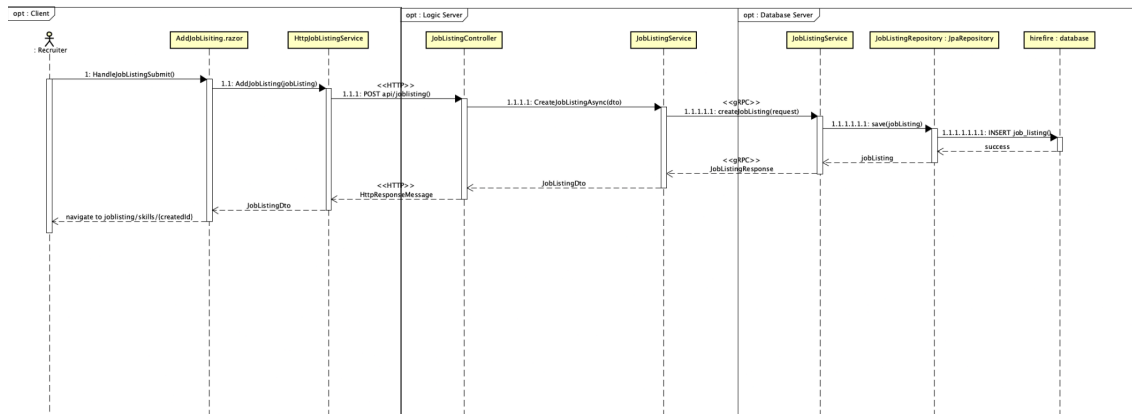 opt : Client
opt : Logic Server
opt : Database Server
: Recruiter
AddJobLisiting.razor
HttpJobListingService
JobListingController
JobListingService
JobListingService
JobListingRepository : JpaRepository
hirefire : database
1: HandleJobListingSubmit()
1.1: AddJobListing(jobListing)
<<HTTP>>
1.1.1: POST api/joblisting()
1.1.1.1: CreateJobListingAsync(dto)
<<gRPC>>
1.1.1.1.1: createJobListing(request)
1.1.1.1.1.1: save(jobListing)
1.1.1.1.1.1.1: INSERT job_listing()
success
jobListing
<<gRPC>>
JobListingResponse
JobListingDto
<<HTTP>>
HttpResponseMessage
JobListingDto
navigate to joblisting/skills/{createdId}